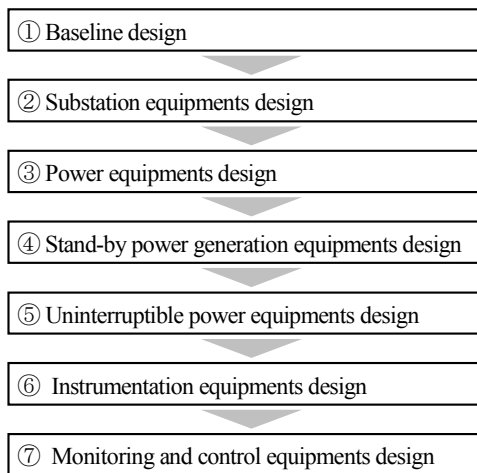 ① Baseline design
② Substation equipments design
③ Power equipments design
④ Stand-by power generation equipments design
⑤ Uninterruptible power equipments design
⑥ Instrumentation equipments design
⑦ Monitoring and control equipments design